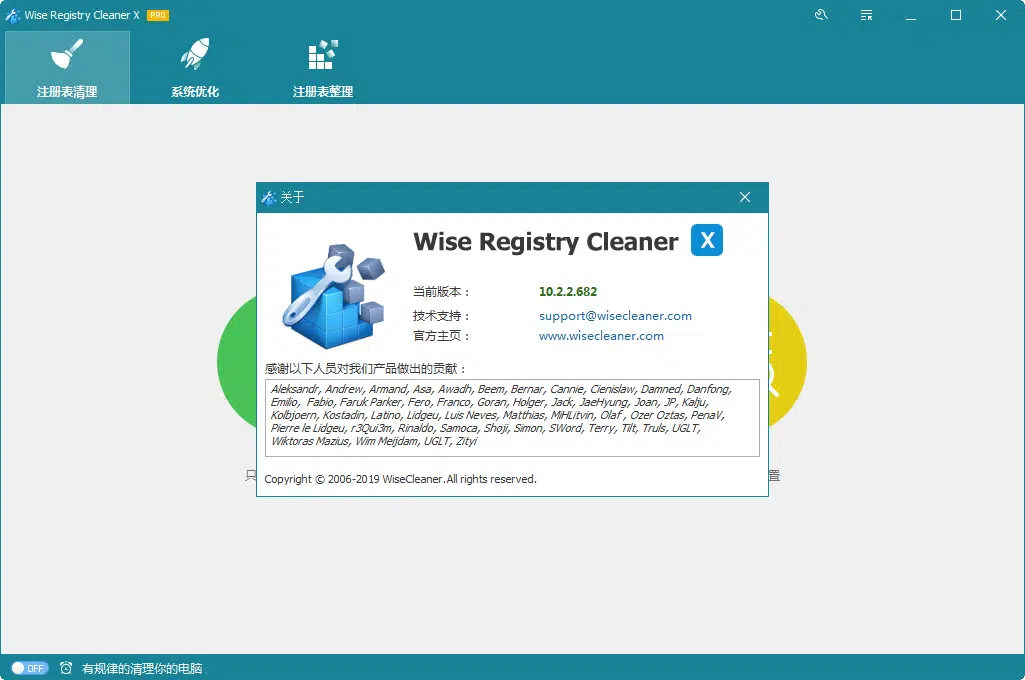 Wise Registry Cleaner X PRO
注册表清理
系统优化
注册表整理
关于
Wise Registry Cleaner X
当前版本： 10.2.2.682
技术支持： support@wisecleaner.com
官方主页： www.wisecleaner.com
感谢以下人员对我们产品做出的贡献：
Aleksandr, Andrew, Armand, Asa, Awadh, Beem, Bernar, Cannie, Cienislaw, Damned, Danfong,
Emilio,  Fabio, Faruk Parker, Fero, Franco, Goran, Holger, Jack, JaeHyung, Joan, JP, Kalju,
Kolbjoern, Kostadin, Latino, Lidgeu, Luis Neves, Matthias, MiHLitvin, Olaf , Ozer Oztas, PenaV,
Pierre le Lidgeu, r3Qui3m, Rinaldo, Samoca, Shoji, Simon, SWord, Terry, Tilt, Truls, UGLT,
Wiktoras Mazius, Wim Meijdam, UGLT, Zityi
只
置
Copyright © 2006-2019 WiseCleaner.All rights reserved.
OFF 有规律的清理你的电脑